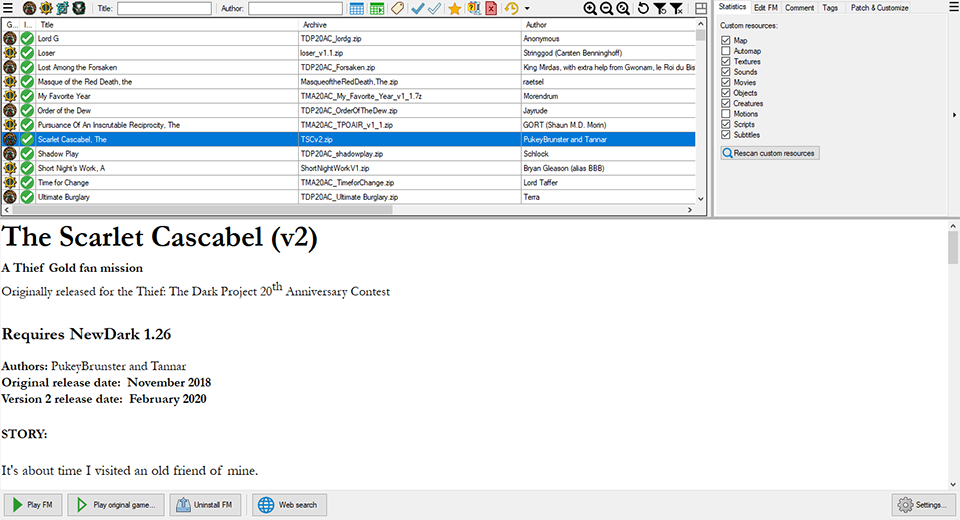 Title:
Author:
Statistics Edit FM Comment Tags Patch & Customize
G... I... Title Archive Author
Lord G TDP20AC_lordg.zip Anonymous
Loser loser_v1.1.zip Stringgod (Carsten Benninghoff)
Lost Among the Forsaken TDP20AC_Forsaken.zip King Mirdas, with extra help from Gwonam, le Roi du Bis
Masque of the Red Death, the MasqueoftheRedDeath,The.zip raetsel
My Favorite Year TMA20AC_My_Favorite_Year_v1_1.7z Morendrum
Order of the Dew TDP20AC_OrderOfTheDew.zip Jayrude
Pursuance Of An Inscrutable Reciprocity, The TMA20AC_TPOAIR_v1_1.zip GORT (Shaun M.D. Morin)
Scarlet Cascabel, The TSCv2.zip PukeyBrunster and Tannar
Shadow Play TDP20AC_shadowplay.zip Schlock
Short Night's Work, A ShortNightWorkV1.zip Bryan Gleason (alias BBB)
Time for Change TMA20AC_TimeforChange.zip Lord Taffer
Ultimate Burglary TDP20AC_Ultimate Burglary.zip Terra
Custom resources:
Map
Automap
Textures
Sounds
Movies
Objects
Creatures
Motions
Scripts
Subtitles
Rescan custom resources
The Scarlet Cascabel (v2)
A Thief Gold fan mission
Originally released for the Thief: The Dark Project 20th Anniversary Contest
Requires NewDark 1.26
Authors: PukeyBrunster and Tannar
Original release date: November 2018
Version 2 release date: February 2020
STORY:
It's about time I visited an old friend of mine.
Play FM Play original game... Uninstall FM Web search Settings...